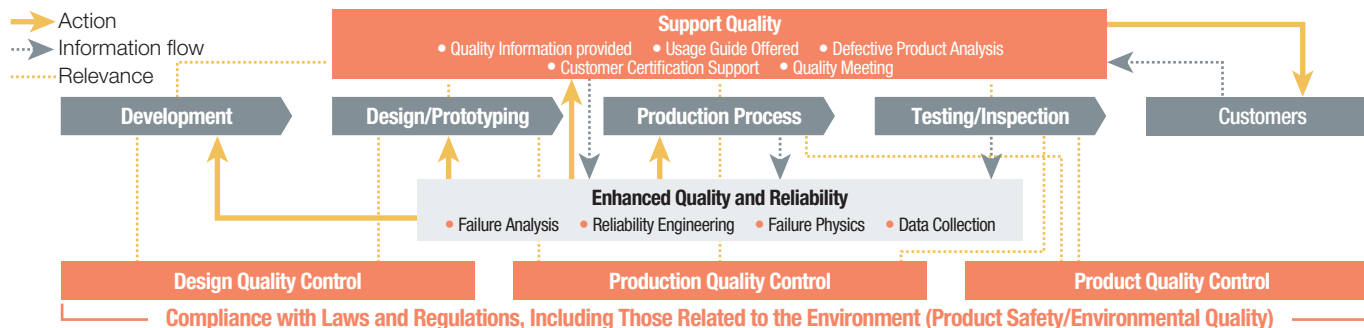 Action
Information flow
Relevance
Support Quality
• Quality Information provided • Usage Guide Offered • Defective Product Analysis
• Customer Certification Support • Quality Meeting
Development
Design/Prototyping
Production Process
Testing/Inspection
Customers
Enhanced Quality and Reliability
• Failure Analysis • Reliability Engineering • Failure Physics • Data Collection
Design Quality Control
Production Quality Control
Product Quality Control
Compliance with Laws and Regulations, Including Those Related to the Environment (Product Safety/Environmental Quality)